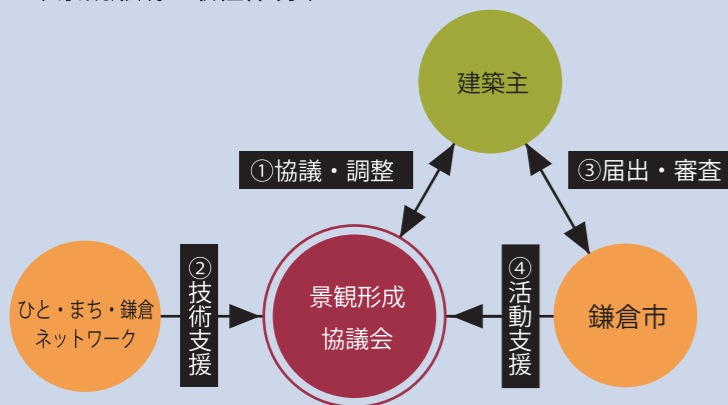 建築主
①協議・調整
③届出・審査
②技術支援
④活動支援
ひと・まち・鎌倉
ネットワーク
景観形成
協議会
鎌倉市